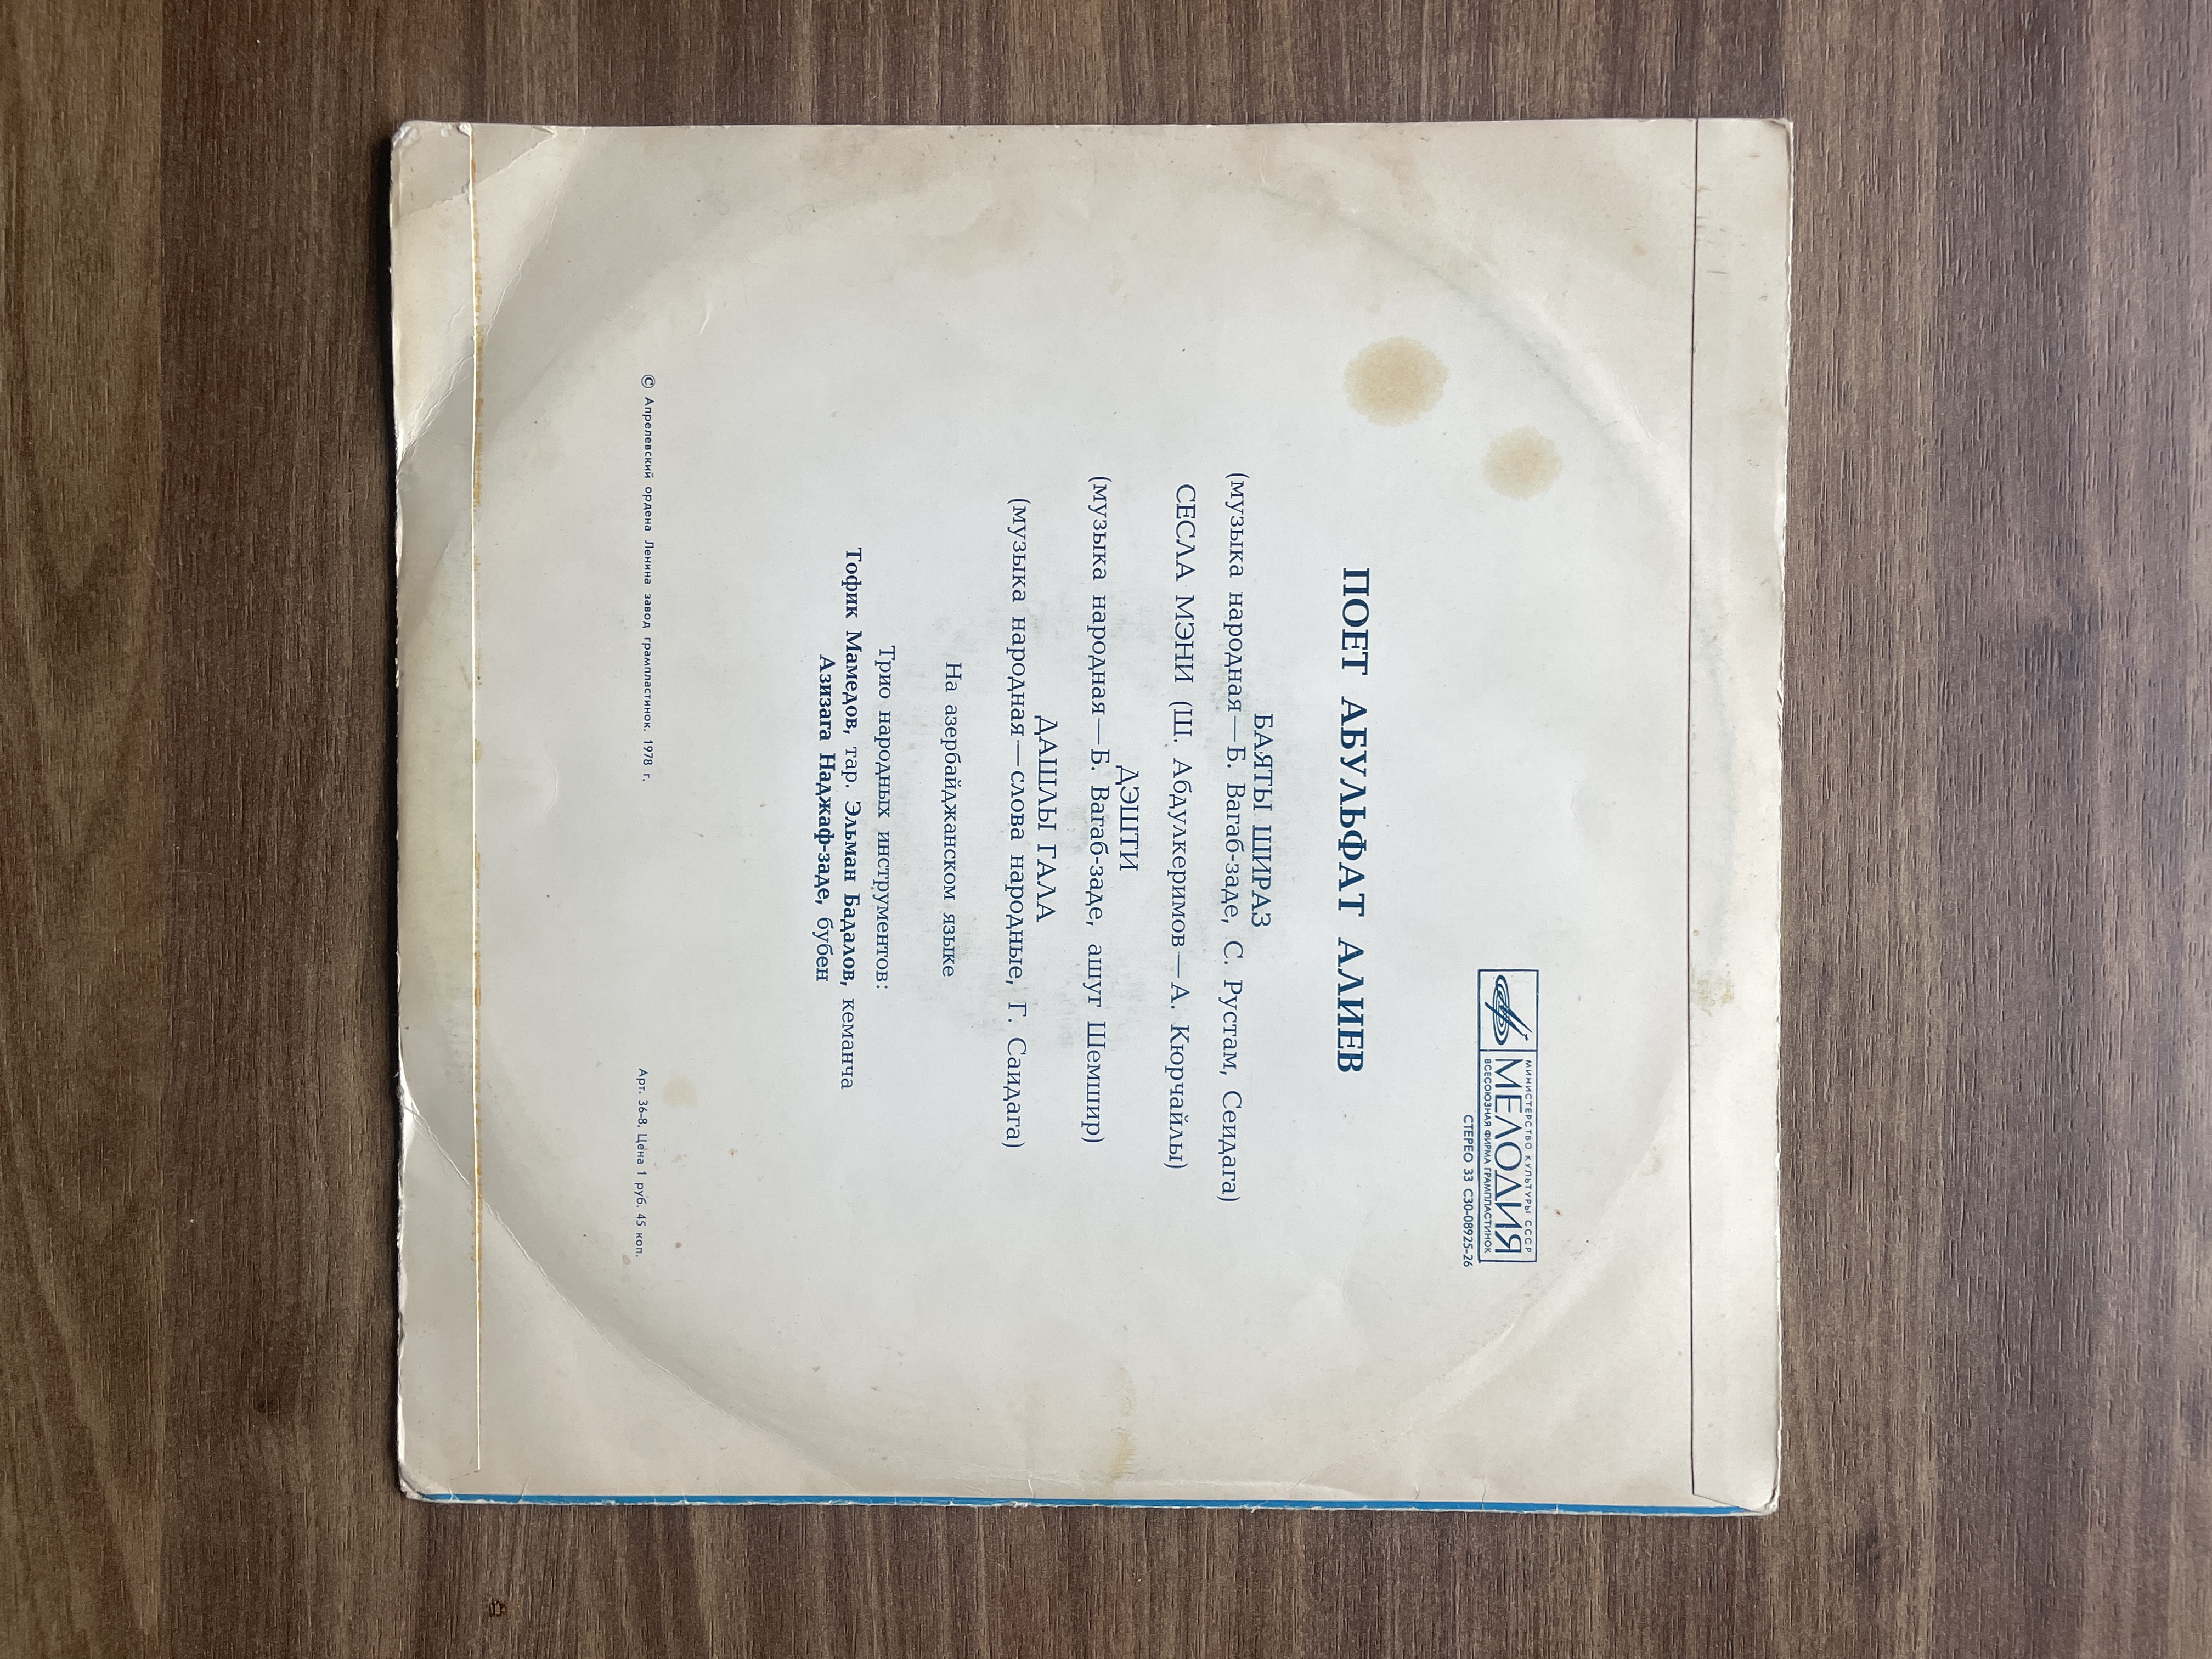 МИНИСТЕРСТВО КУЛЬТУРЫ СССР
МЕЛОДИЯ
ВСЕСОЮЗНАЯ ФИРМА ГРАМПЛАСТИНОК
СТЕРЕО 33 С30-08925-26
ПОЕТ АБУЛЬФАТ АЛИЕВ
БАЯТЫ ШИРАЗ
(музыка народная — Б. Вагаб-заде, С. Рустам, Сеидага)
СЕСЛА МЭНИ (Ш. Абдулкеримов — А. Кюрчайлы)
ДЭШТИ
(музыка народная — Б. Вагаб-заде, ашуг Шемшир)
ДАШЛЫ ГАЛА
(музыка народная — слова народные, Г. Саидага)
На азербайджанском языке
Трио народных инструментов:
Тофик Мамедов, тар. Эльман Бадалов, кеманча
Азизага Наджаф-заде, бубен
© Апрелевский ордена Ленина завод грампластинок. 1978 г.
Арт. 36-8. Цена 1 руб. 45 коп.